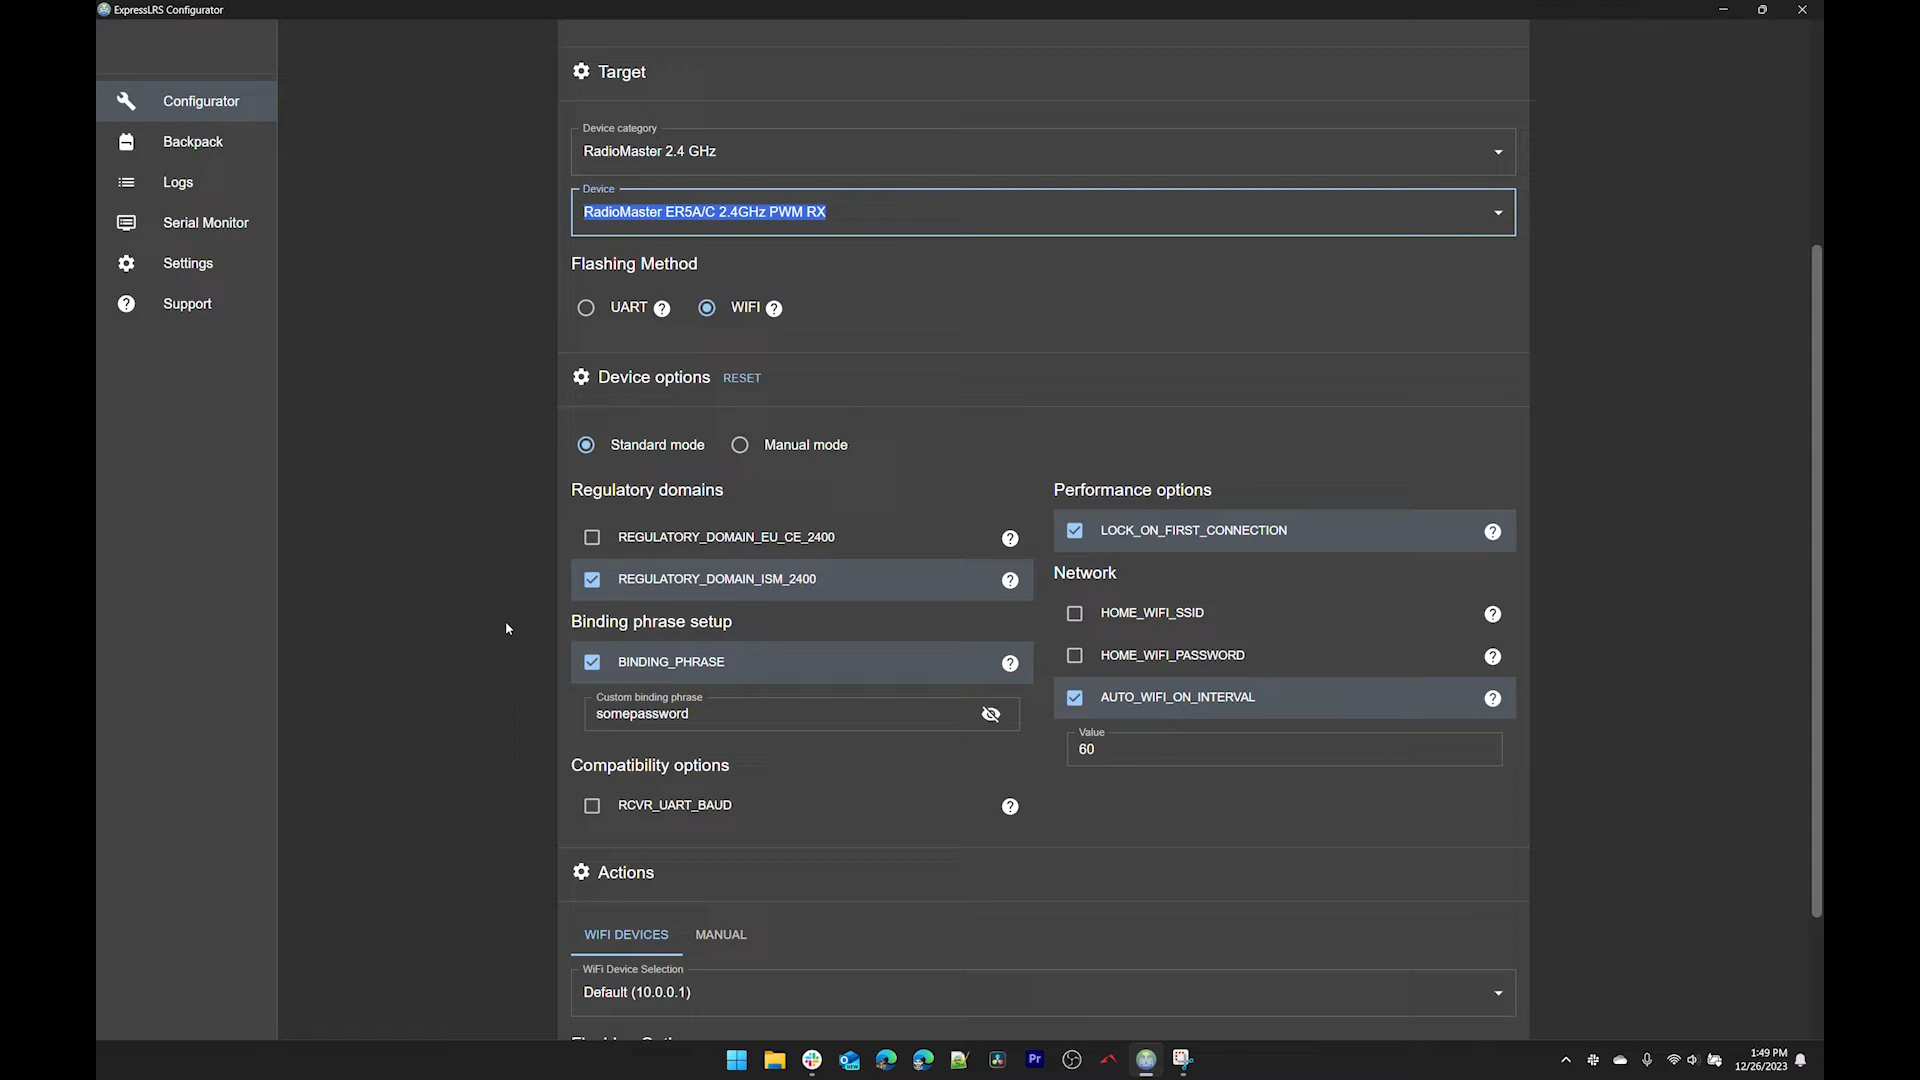 ExpressLRS Configurator
Configurator
Backpack
Logs
Serial Monitor
Settings
Support
Target
Device category
RadioMaster 2.4 GHz
Device
RadioMaster ER5A/C 2.4GHz PWM RX
Flashing Method
UART
WIFI
Device options RESET
Standard mode
Manual mode
Regulatory domains
REGULATORY_DOMAIN_EU_CE_2400
REGULATORY_DOMAIN_ISM_2400
Binding phrase setup
BINDING_PHRASE
Custom binding phrase
somepassword
Compatibility options
RCVR_UART_BAUD
Performance options
LOCK_ON_FIRST_CONNECTION
Network
HOME_WIFI_SSID
HOME_WIFI_PASSWORD
AUTO_WIFI_ON_INTERVAL
Value
60
Actions
WIFI DEVICES
MANUAL
WiFi Device Selection
Default (10.0.0.1)
Pr
1:49 PM
12/26/2023